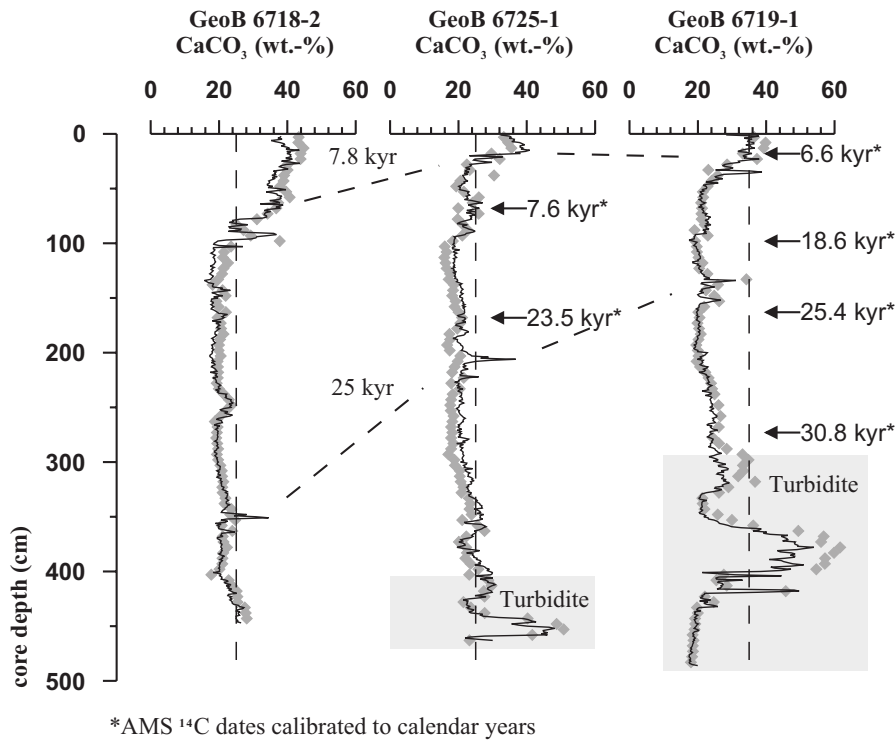 GeoB 6718-2 GeoB 6725-1 GeoB 6719-1
CaCO₃ (wt.-%) CaCO₃ (wt.-%) CaCO₃ (wt.-%)
0 20 40 60 0 20 40 60 0 20 40 60
0
7.8 kyr
6.6 kyr*
7.6 kyr*
100
18.6 kyr*
23.5 kyr*
25.4 kyr*
200
25 kyr
30.8 kyr*
300
Turbidite
400
Turbidite
500
core depth (cm)
*AMS ¹⁴C dates calibrated to calendar years